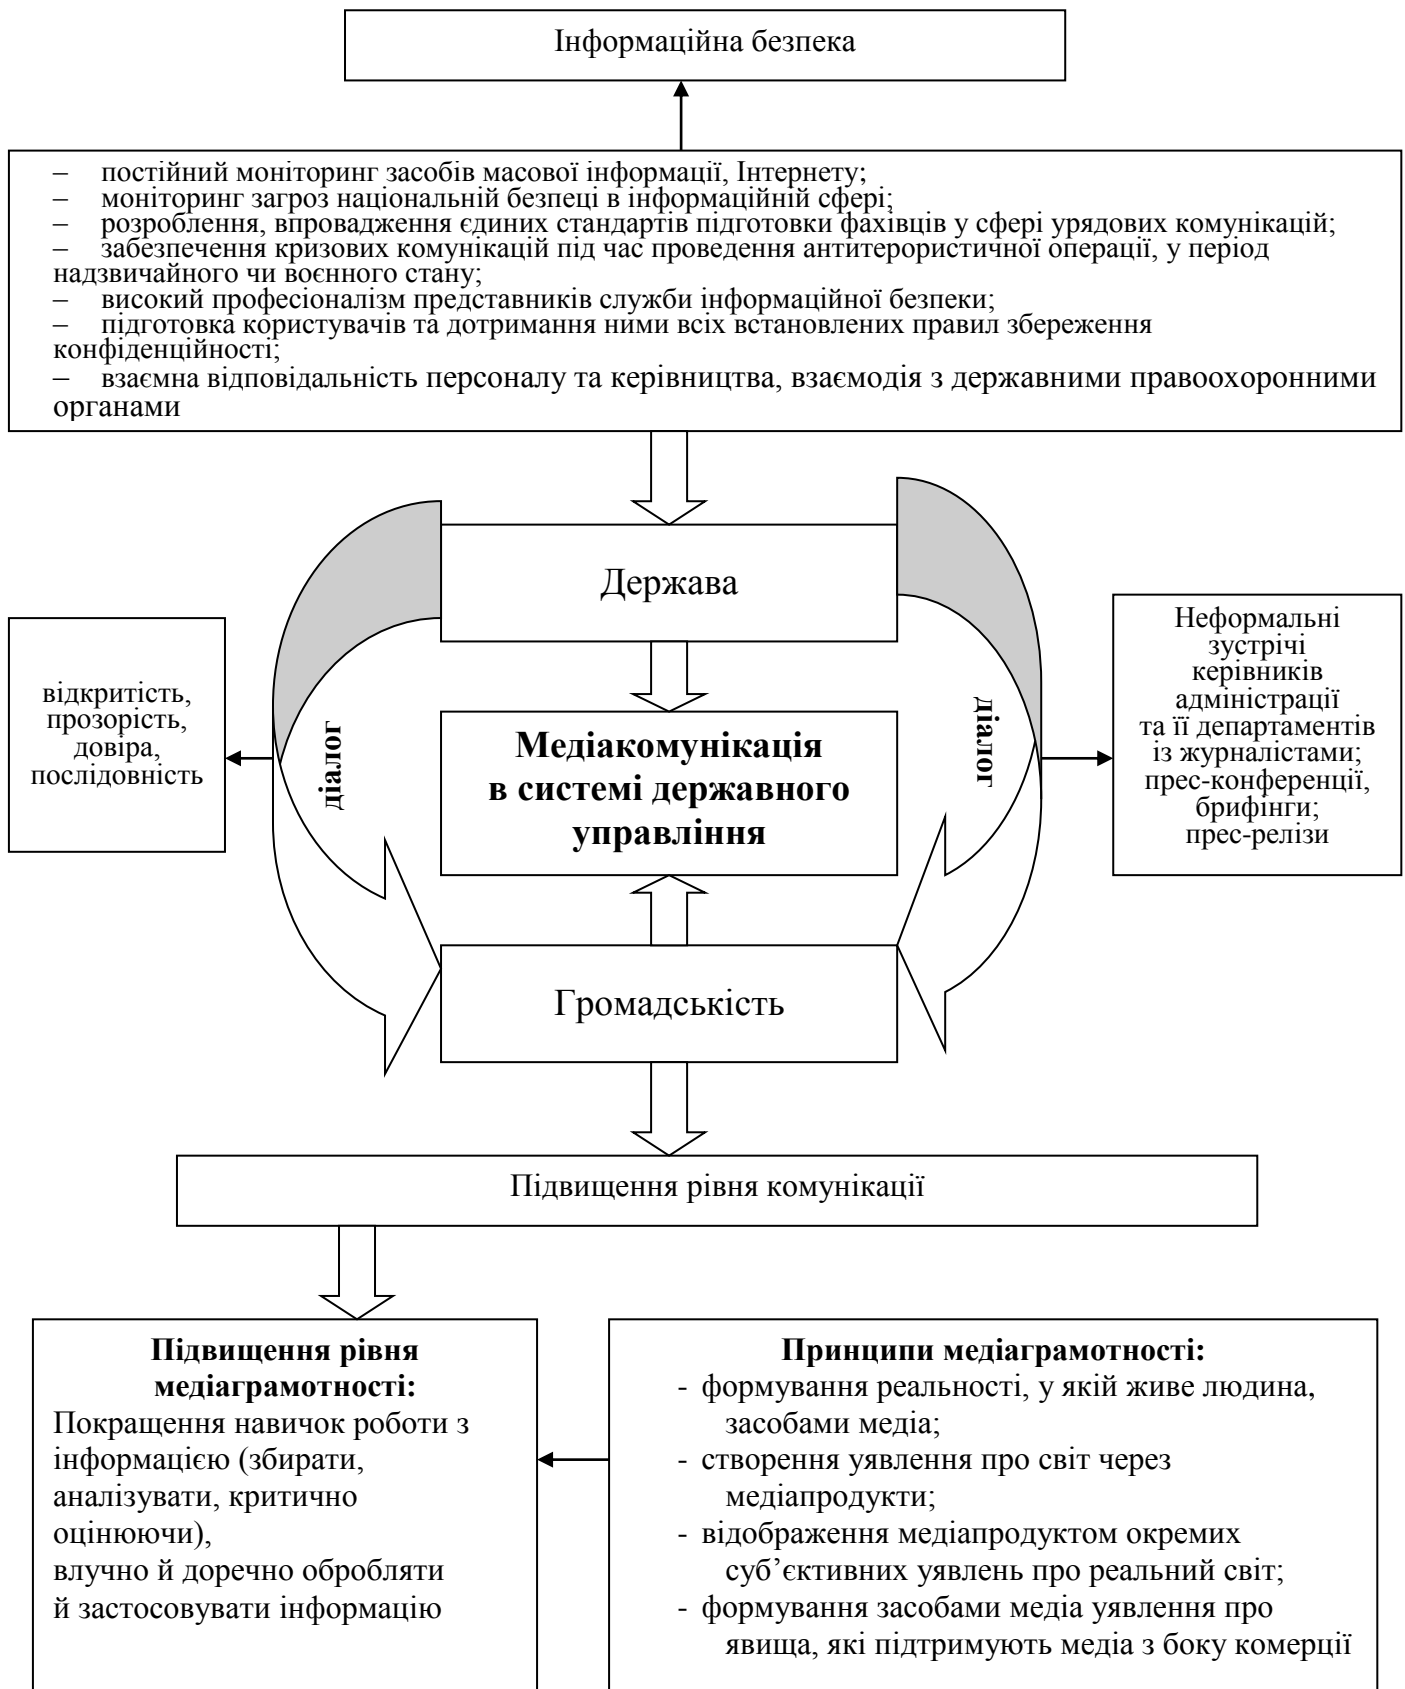 Інформаційна безпека
– постійний моніторинг засобів масової інформації, Інтернету;
– моніторинг загроз національній безпеці в інформаційній сфері;
– розроблення, впровадження єдиних стандартів підготовки фахівців у сфері урядових комунікацій;
– забезпечення кризових комунікацій під час проведення антитерористичної операції, у період
надзвичайного чи воєнного стану;
– високий професіоналізм представників служби інформаційної безпеки;
– підготовка користувачів та дотримання ними всіх встановлених правил збереження
конфіденційності;
– взаємна відповідальність персоналу та керівництва, взаємодія з державними правоохоронними
органами
Держава
відкритість,
прозорість,
довіра,
послідовність
діалог
Медіакомунікація
в системі державного
управління
діалог
Неформальні
зустрічі
керівників
адміністрації
та її департаментів
із журналістами;
прес-конференції,
брифінги;
прес-релізи
Громадськість
Підвищення рівня комунікації
Підвищення рівня
медіаграмотності:
Покращення навичок роботи з
інформацією (збирати,
аналізувати, критично
оцінюючи),
влучно й доречно обробляти
й застосовувати інформацію
Принципи медіаграмотності:
- формування реальності, у якій живе людина,
засобами медіа;
- створення уявлення про світ через
медіапродукти;
- відображення медіапродуктом окремих
суб’єктивних уявлень про реальний світ;
- формування засобами медіа уявлення про
явища, які підтримують медіа з боку комерції